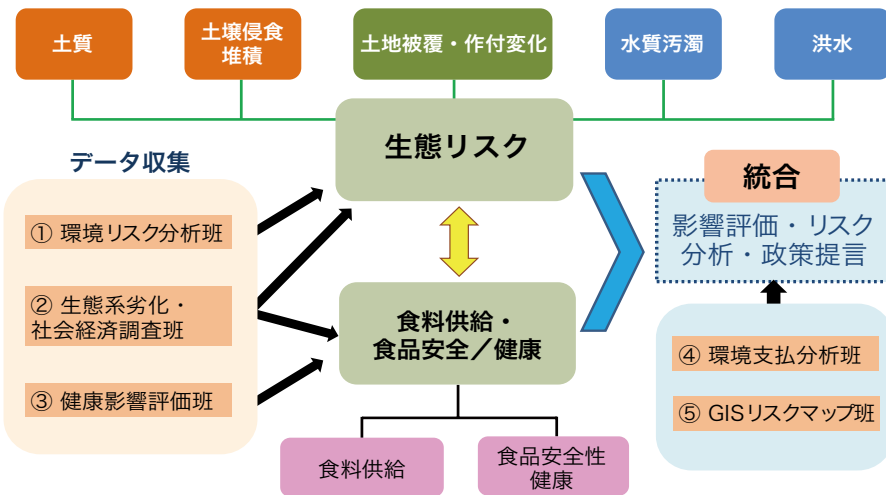 土質
土壌侵食
堆積
土地被覆・作付変化
水質汚濁
洪水
生態リスク
データ収集
① 環境リスク分析班
② 生態系劣化・
社会経済調査班
③ 健康影響評価班
統合
影響評価・リスク
分析・政策提言
食料供給・
食品安全／健康
④ 環境支払分析班
⑤ GISリスクマップ班
食料供給
食品安全性
健康